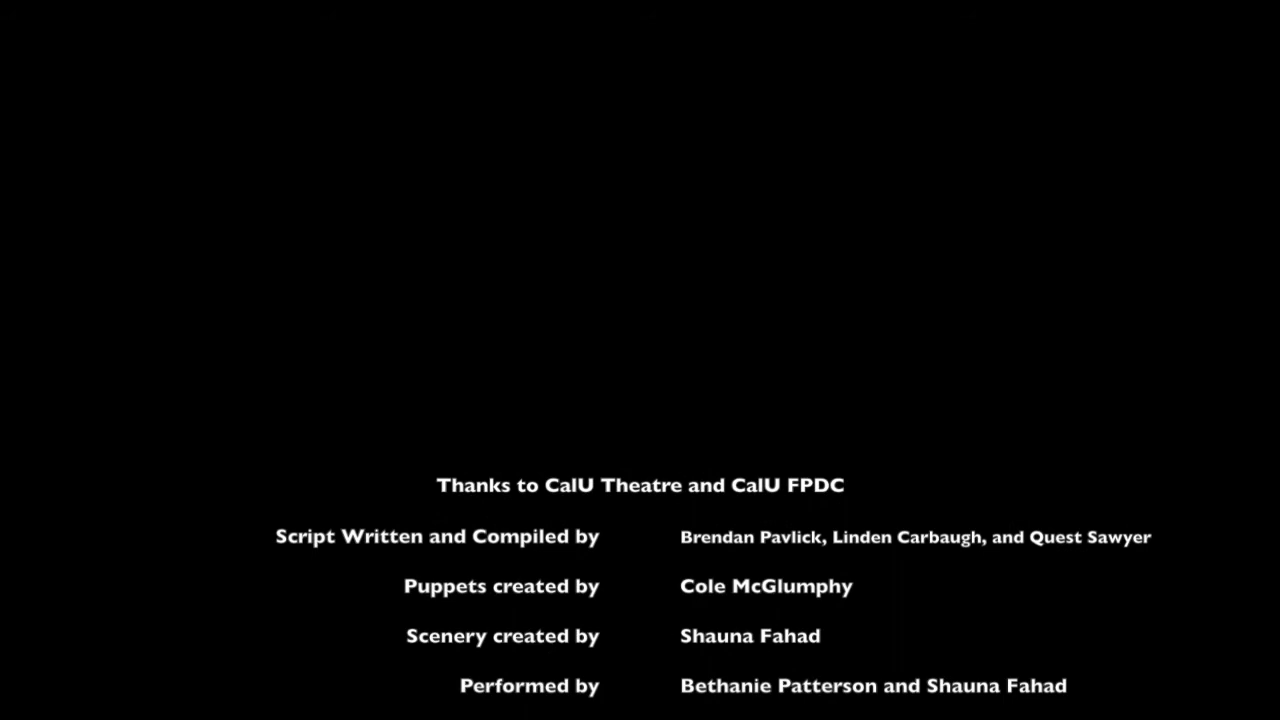 Thanks to CalU Theatre and CalU FPDC
Script Written and Compiled by Brendan Pavlick, Linden Carbaugh, and Quest Sawyer
Puppets created by Cole McGlumphy
Scenery created by Shauna Fahad
Performed by Bethanie Patterson and Shauna Fahad